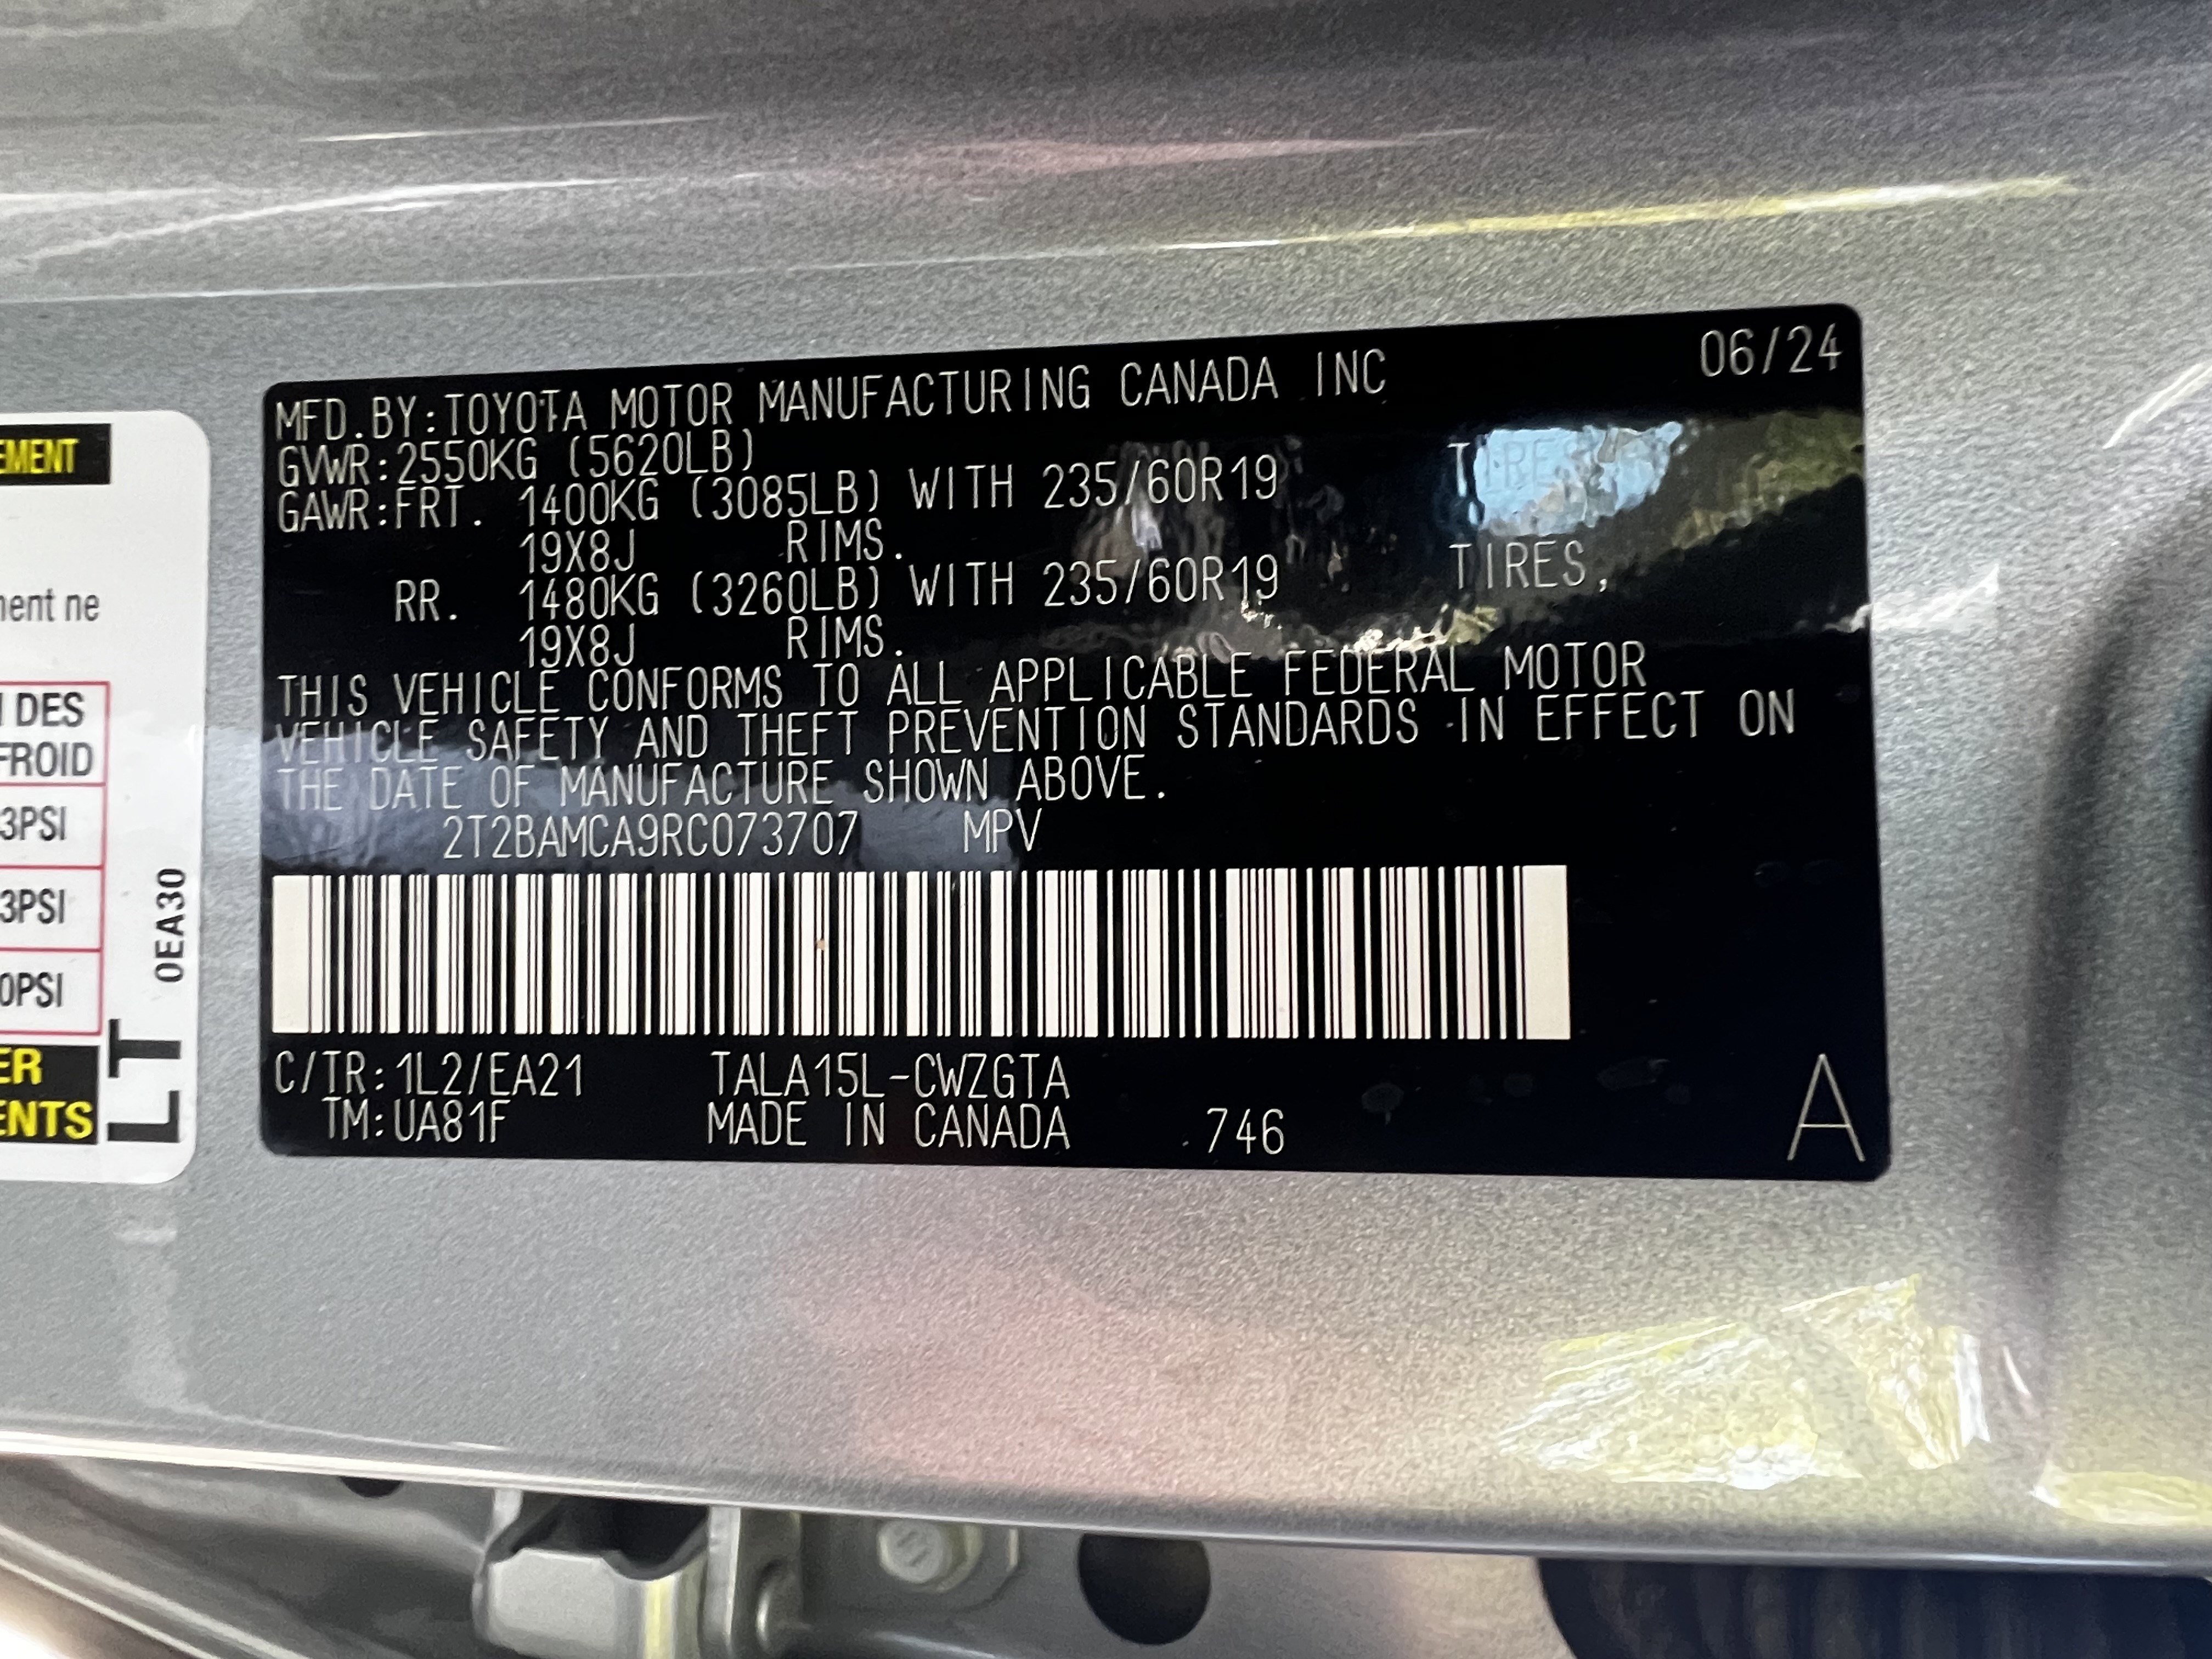 MFD.BY:TOYOTA MOTOR MANUFACTURING CANADA INC 06/24
GVWR:2550KG (5620LB)
GAWR:FRT. 1400KG (3085LB) WITH 235/60R19 TIRES,
19X8J RIMS.
RR. 1480KG (3260LB) WITH 235/60R19 TIRES,
19X8J RIMS.
THIS VEHICLE CONFORMS TO ALL APPLICABLE FEDERAL MOTOR
VEHICLE SAFETY AND THEFT PREVENTION STANDARDS IN EFFECT ON
THE DATE OF MANUFACTURE SHOWN ABOVE.
2T2BAMCA9RC073707 MPV
C/TR:1L2/EA21 TALA15L-CWZGTA
TM:UA81F MADE IN CANADA 746
A
EMENT
ment ne
DES
FROID
3PSI
3PSI
0PSI
ER
ENTS
LT
0EA30